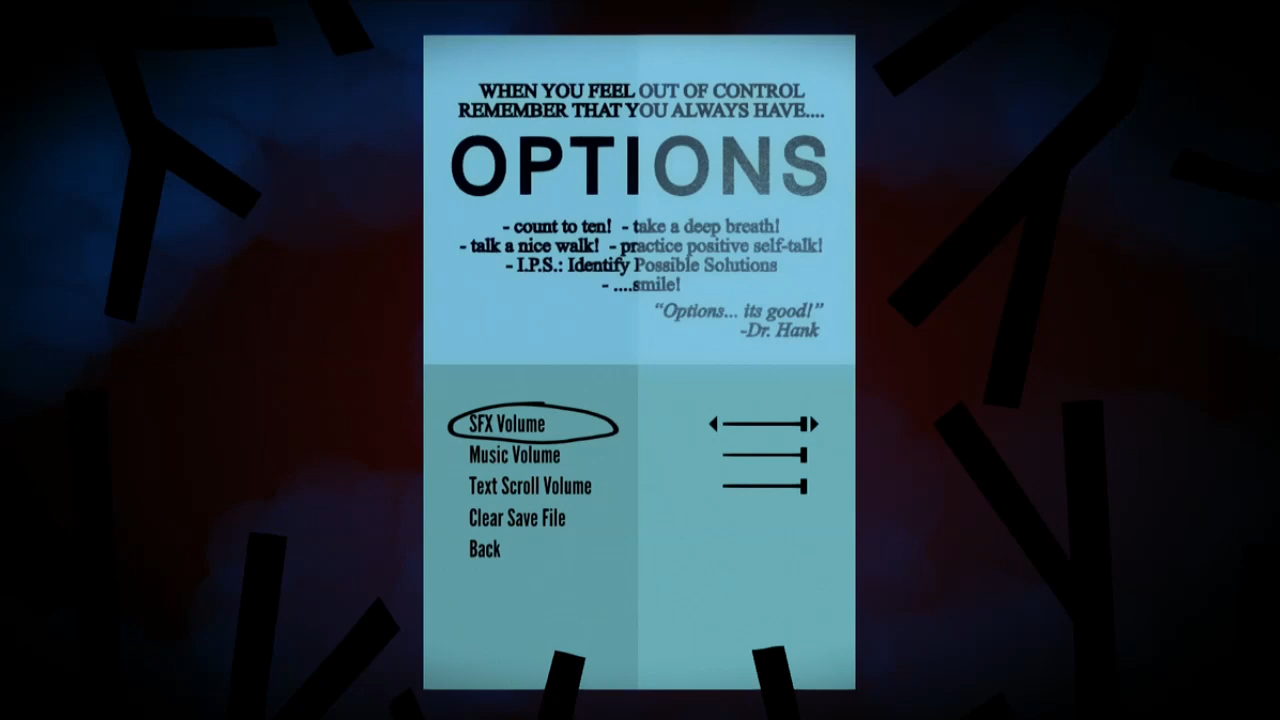 WHEN YOU FEEL OUT OF CONTROL
REMEMBER THAT YOU ALWAYS HAVE....
OPTIONS
- count to ten! - take a deep breath!
- talk a nice walk! - practice positive self-talk!
- I.P.S.: Identify Possible Solutions
- ....smile!
“Options... its good!”
-Dr. Hank
SFX Volume
Music Volume
Text Scroll Volume
Clear Save File
Back